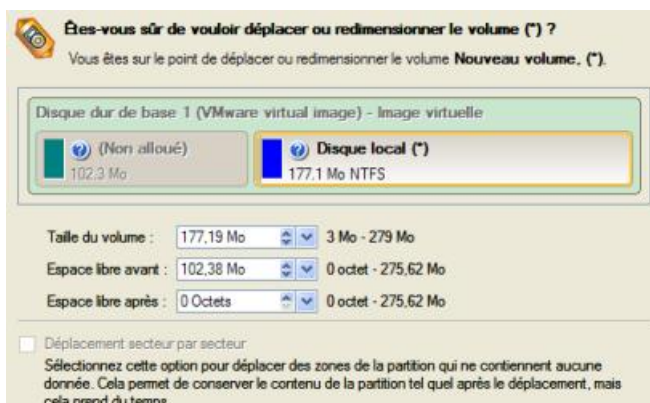 Êtes-vous sûr de vouloir déplacer ou redimensionner le volume (*) ?
Vous êtes sur le point de déplacer ou redimensionner le volume Nouveau volume, (*).
Disque dur de base 1 (VMware virtual image) - Image virtuelle
(Non alloué)
102.3 Mo
Disque local (*)
177.1 Mo NTFS
Taille du volume : 177,19 Mo 3 Mo - 279 Mo
Espace libre avant : 102,38 Mo 0 octet - 275,62 Mo
Espace libre après : 0 Octets 0 octet - 275,62 Mo
Déplacement secteur par secteur
Sélectionnez cette option pour déplacer des zones de la partition qui ne contiennent aucune
donnée. Cela permet de conserver le contenu de la partition tel quel après le déplacement, mais
cela prend du temps.